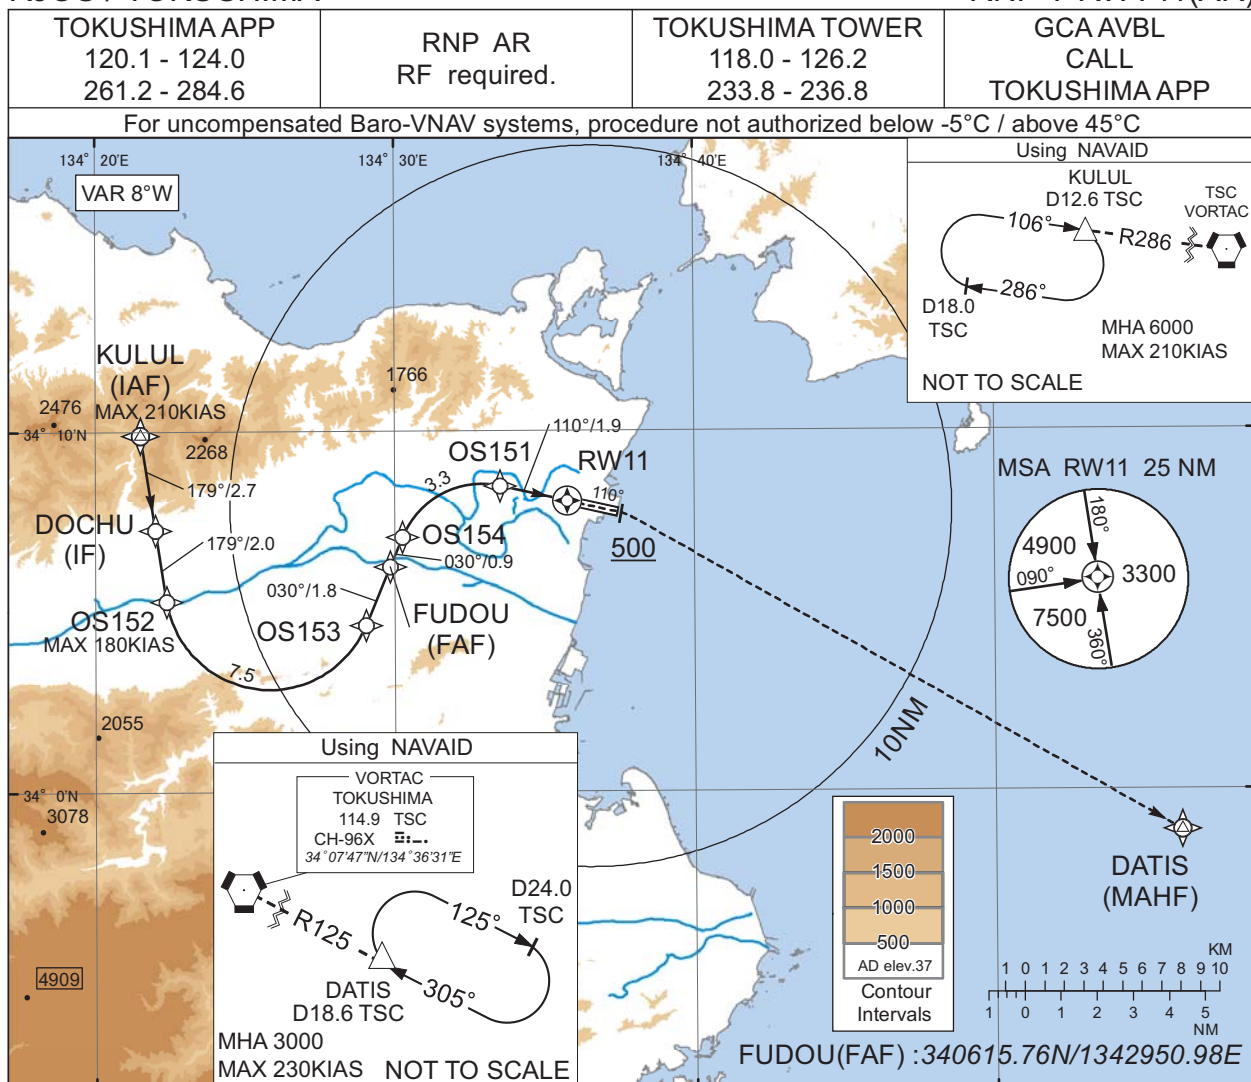 TOKUSHIMA APP
120.1 - 124.0
261.2 - 284.6
RNP AR
RF required.
TOKUSHIMA TOWER
118.0 - 126.2
233.8 - 236.8
GCA AVBL
CALL
TOKUSHIMA APP
For uncompensated Baro-VNAV systems, procedure not authorized below -5°C / above 45°C
134° 20'E
134° 30'E
134° 40'E
VAR 8°W
Using NAVAID
KULUL
D12.6 TSC
TSC
VORTAC
106°
R286
286°
D18.0
TSC
MHA 6000
MAX 210KIAS
NOT TO SCALE
KULUL
(IAF)
MAX 210KIAS
1766
2476
34° 10'N
2268
179°/2.7
DOCHU
(IF)
179°/2.0
OS152
MAX 180KIAS
7.5
OS153
030°/1.8
FUDOU
(FAF)
030°/0.9
OS154
3.3
OS151
110°/1.9
RW11
110°
500
MSA RW11 25 NM
180°
4900
090°
3300
7500
360°
10NM
2055
34° 0'N
3078
4909
Using NAVAID
VORTAC
TOKUSHIMA
114.9 TSC
CH-96X
34°07'47"N/134°36'31"E
R125
125°
D24.0
TSC
305°
DATIS
D18.6 TSC
MHA 3000
MAX 230KIAS
NOT TO SCALE
2000
1500
1000
500
AD elev.37
Contour
Intervals
DATIS
(MAHF)
KM
1 0 1 2 3 4 5 6 7 8 9 10
1 0 1 2 3 4 5
NM
FUDOU(FAF) :340615.76N/1342950.98E